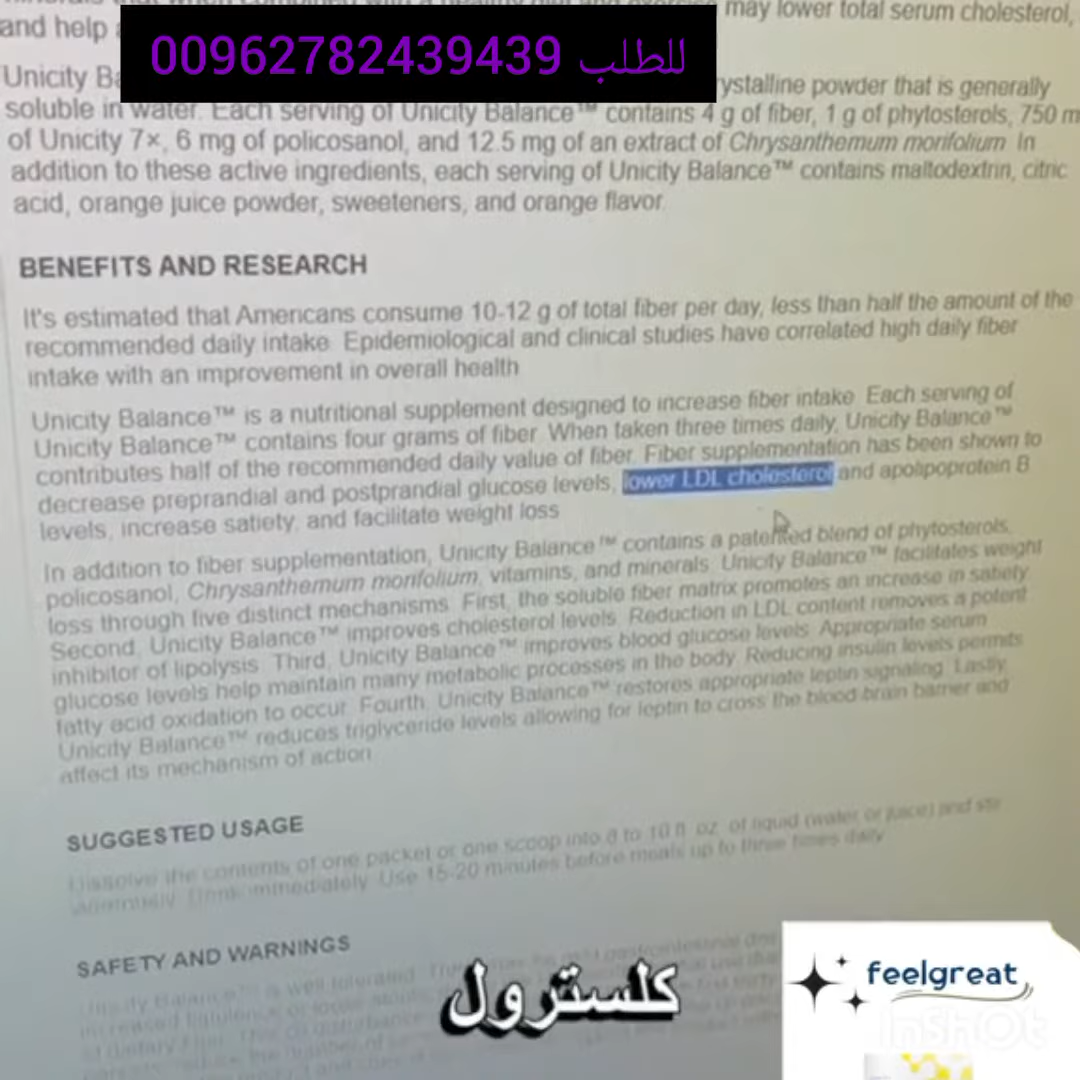 may lower total serum cholesterol,
and help
للطلب 00962782439439
Unicity
crystalline powder that is generally
soluble in water. Each serving of Unicity Balance™ contains 4 g of fiber, 1 g of phytosterols, 750 m
of Unicity 7×, 6 mg of policosanol, and 12.5 mg of an extract of Chrysanthemum morifolium. In
addition to these active ingredients, each serving of Unicity Balance™ contains maltodextrin, citric
acid, orange juice powder, sweeteners, and orange flavor.
BENEFITS AND RESEARCH
It's estimated that Americans consume 10-12 g of total fiber per day, less than half the amount of the
recommended daily intake. Epidemiological and clinical studies have correlated high daily fiber
intake with an improvement in overall health
Unicity Balance™ is a nutritional supplement designed to increase fiber intake. Each serving of
Unicity Balance™ contains four grams of fiber. When taken three times daily, Unicity Balance™
contributes half of the recommended daily value of fiber. Fiber supplementation has been shown to
decrease preprandial and postprandial glucose levels, lower LDL cholesterol and apolipoprotein B
levels, increase satiety, and facilitate weight loss
In addition to fiber supplementation, Unicity Balance™ contains a patented blend of phytosterols,
policosanol, Chrysanthemum morifolium, vitamins, and minerals. Unicity Balance™ facilitates weight
loss through five distinct mechanisms. First, the soluble fiber matrix promotes an increase in satiety.
Second, Unicity Balance™ improves cholesterol levels. Reduction in LDL content removes a potent
inhibitor of lipolysis. Third, Unicity Balance™ improves blood glucose levels. Appropriate serum
glucose levels help maintain many metabolic processes in the body. Reducing insulin levels permits
fatty acid oxidation to occur. Fourth, Unicity Balance™ restores appropriate leptin signaling. Lastly,
Unicity Balance™ reduces triglyceride levels allowing for leptin to cross the blood brain barrier and
affect its mechanism of action
SUGGESTED USAGE
Dissolve the contents of one packet or one scoop into 8 to 10 fl. oz. of liquid (water or juice) and stir
vigorously. Drink immediately. Use 15-20 minutes before meals up to three times daily
SAFETY AND WARNINGS
Unicity Balance™ is well tolerated.
كلسترول
feelgreat
InShOt